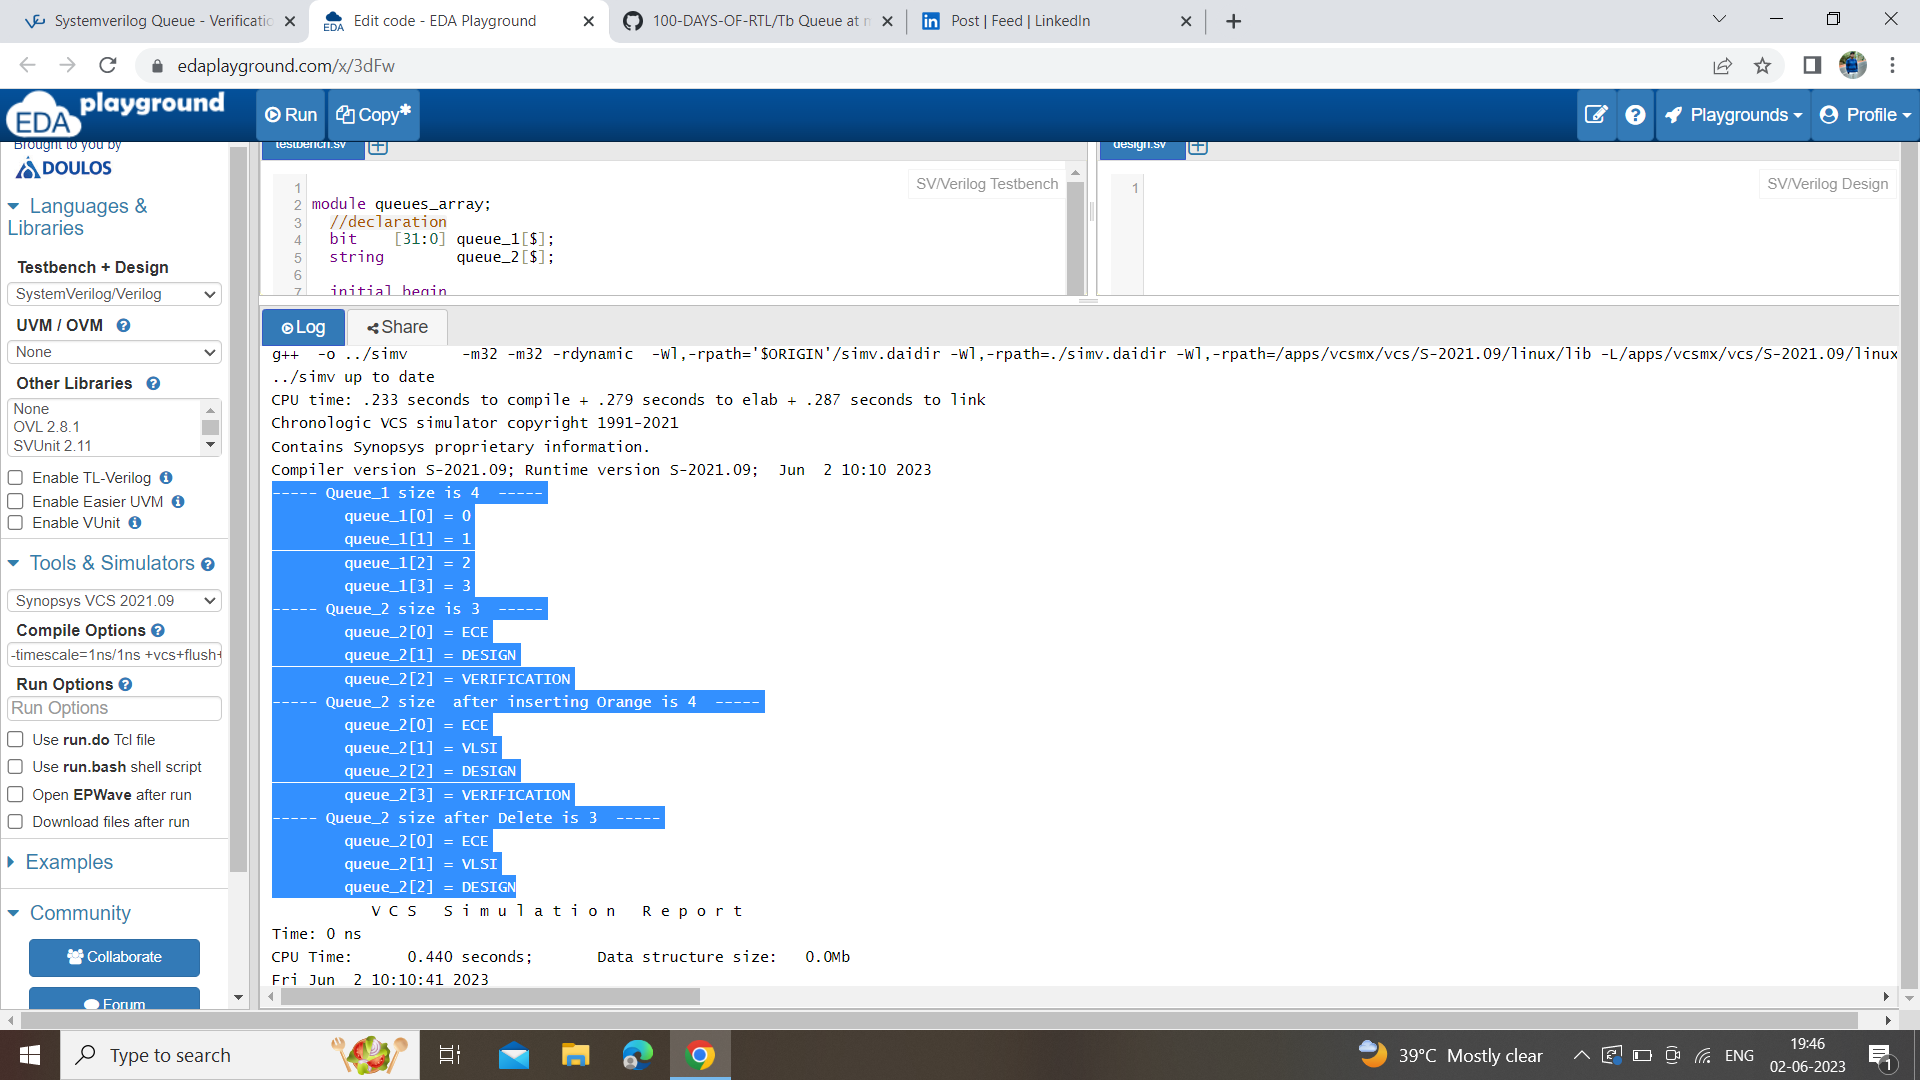 Systemverilog Queue - Verificatio
Edit code - EDA Playground
100-DAYS-OF-RTL/Tb Queue at m
Post | Feed | LinkedIn
edaplayground.com/x/3dFw
EDA playground
Run
Copy*
Playgrounds
Profile
Brought to you by
DOULOS
Languages &
Libraries
Testbench + Design
SystemVerilog/Verilog
UVM / OVM
None
Other Libraries
None
OVL 2.8.1
SVUnit 2.11
Enable TL-Verilog
Enable Easier UVM
Enable VUnit
Tools & Simulators
Synopsys VCS 2021.09
Compile Options
-timescale=1ns/1ns +vcs+flush+
Run Options
Run Options
Use run.do Tcl file
Use run.bash shell script
Open EPWave after run
Download files after run
Examples
Community
Collaborate
Forum
testbench.sv
SV/Verilog Testbench
1
2 module queues_array;
3 //declaration
4 bit [31:0] queue_1[$];
5 string queue_2[$];
6
7 initial begin
design.sv
SV/Verilog Design
1
Log
Share
g++ -o ../simv -m32 -m32 -rdynamic -Wl,-rpath='$ORIGIN'/simv.daidir -Wl,-rpath=./simv.daidir -Wl,-rpath=/apps/vcsmx/vcs/S-2021.09/linux/lib -L/apps/vcsmx/vcs/S-2021.09/linux
../simv up to date
CPU time: .233 seconds to compile + .279 seconds to elab + .287 seconds to link
Chronologic VCS simulator copyright 1991-2021
Contains Synopsys proprietary information.
Compiler version S-2021.09; Runtime version S-2021.09; Jun 2 10:10 2023
----- Queue_1 size is 4 -----
queue_1[0] = 0
queue_1[1] = 1
queue_1[2] = 2
queue_1[3] = 3
----- Queue_2 size is 3 -----
queue_2[0] = ECE
queue_2[1] = DESIGN
queue_2[2] = VERIFICATION
----- Queue_2 size after inserting Orange is 4 -----
queue_2[0] = ECE
queue_2[1] = VLSI
queue_2[2] = DESIGN
queue_2[3] = VERIFICATION
----- Queue_2 size after Delete is 3 -----
queue_2[0] = ECE
queue_2[1] = VLSI
queue_2[2] = DESIGN
V C S S i m u l a t i o n R e p o r t
Time: 0 ns
CPU Time: 0.440 seconds; Data structure size: 0.0Mb
Fri Jun 2 10:10:41 2023
Type to search
39°C Mostly clear
ENG
19:46
02-06-2023
1